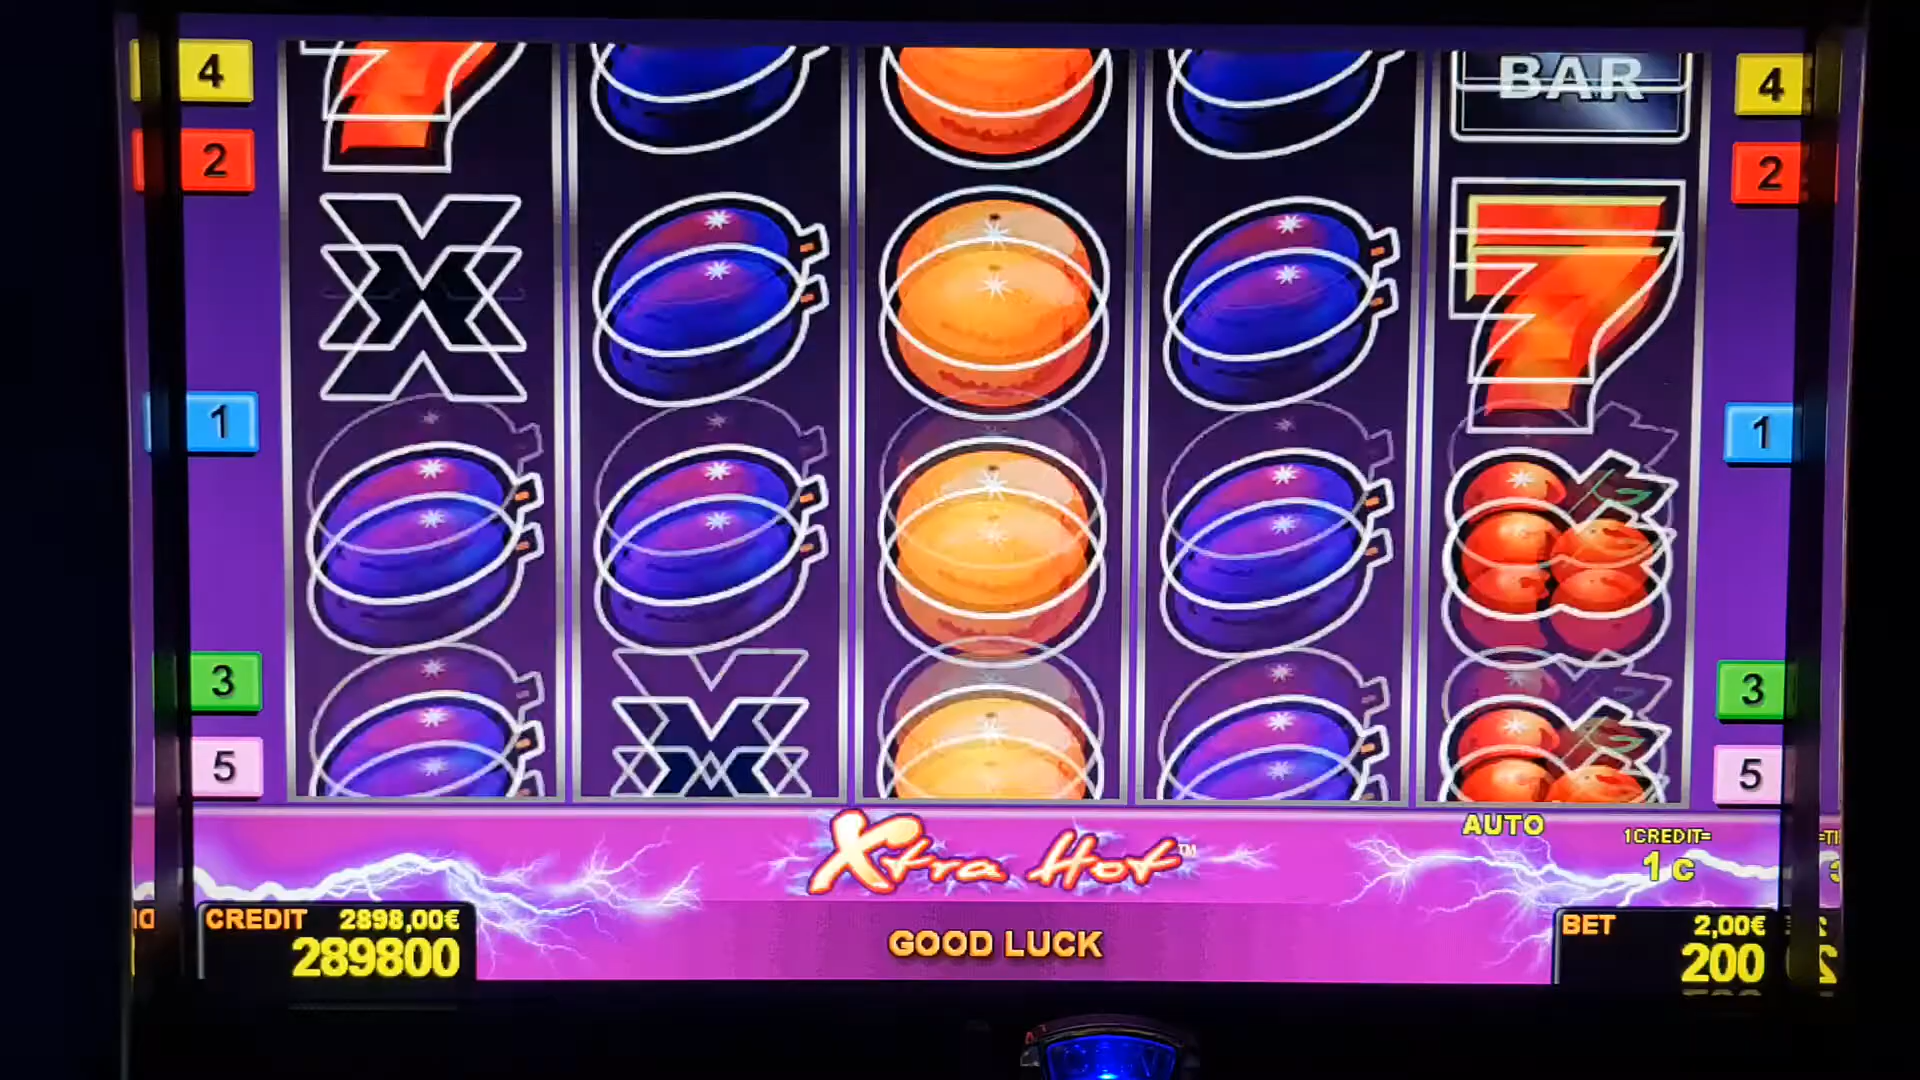 4
4
BAR
2
2
1
1
3
3
5
5
Xtra Hot™
AUTO
1CREDIT=
1 C
CREDIT 2898,00€
289800
GOOD LUCK
BET 2,00€
200